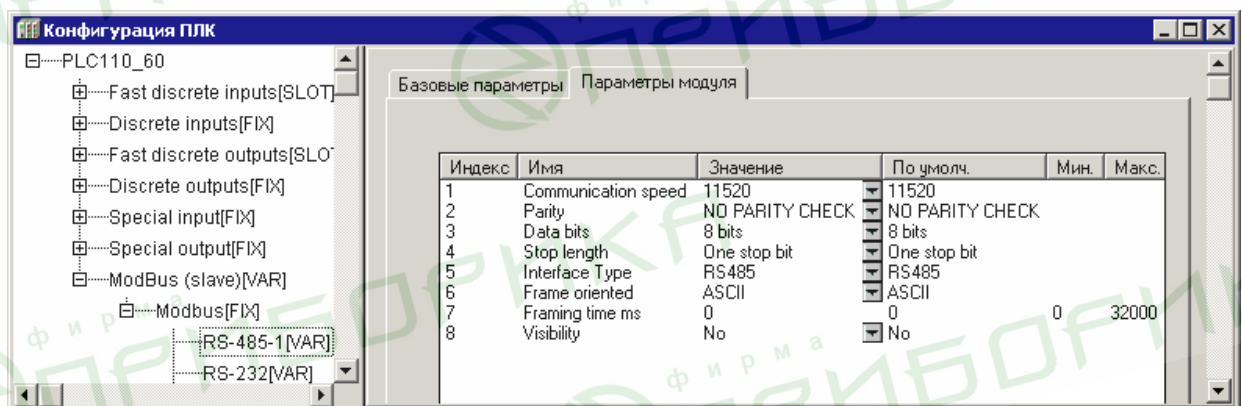 Конфигурация ПЛК
PLC110_60
Fast discrete inputs[SLOT]
Discrete inputs[FIX]
Fast discrete outputs[SLO
Discrete outputs[FIX]
Special input[FIX]
Special output[FIX]
ModBus (slave)[VAR]
Modbus[FIX]
RS-485-1[VAR]
RS-232[VAR]
Базовые параметры Параметры модуля
Индекс Имя Значение По умолч. Мин. Макс.
1 Communication speed 11520 11520
2 Parity NO PARITY CHECK NO PARITY CHECK
3 Data bits 8 bits 8 bits
4 Stop length One stop bit One stop bit
5 Interface Type RS485 RS485
6 Frame oriented ASCII ASCII
7 Framing time ms 0 0 0 32000
8 Visibility No No
фирма
ПРИБОРИКА